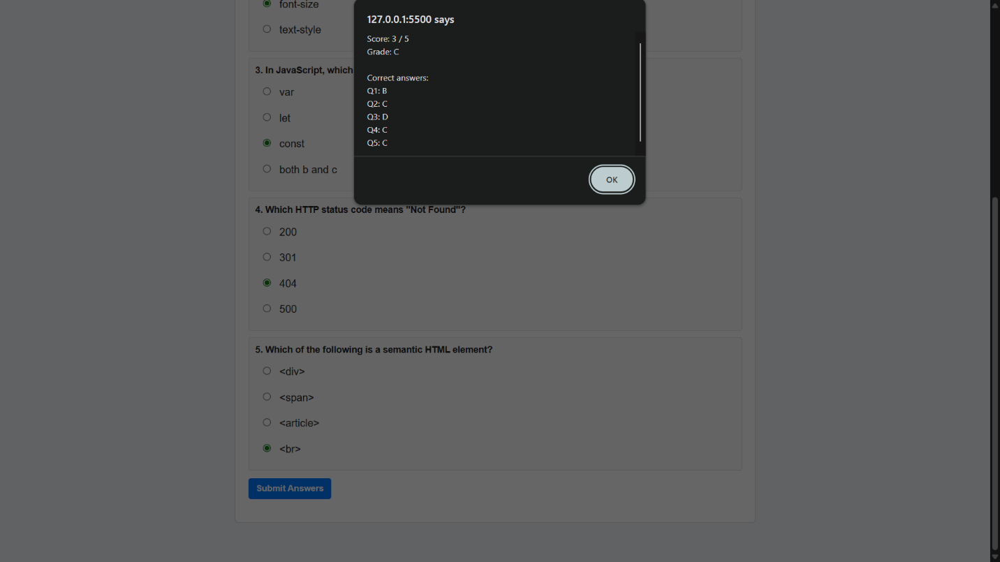 font-size
text-style
127.0.0.1:5500 says
Score: 3 / 5
Grade: C
Correct answers:
Q1: B
Q2: C
Q3: D
Q4: C
Q5: C
OK
3. In JavaScript, which
var
let
const
both b and c
4. Which HTTP status code means "Not Found"?
200
301
404
500
5. Which of the following is a semantic HTML element?
<div>
<span>
<article>
<br>
Submit Answers